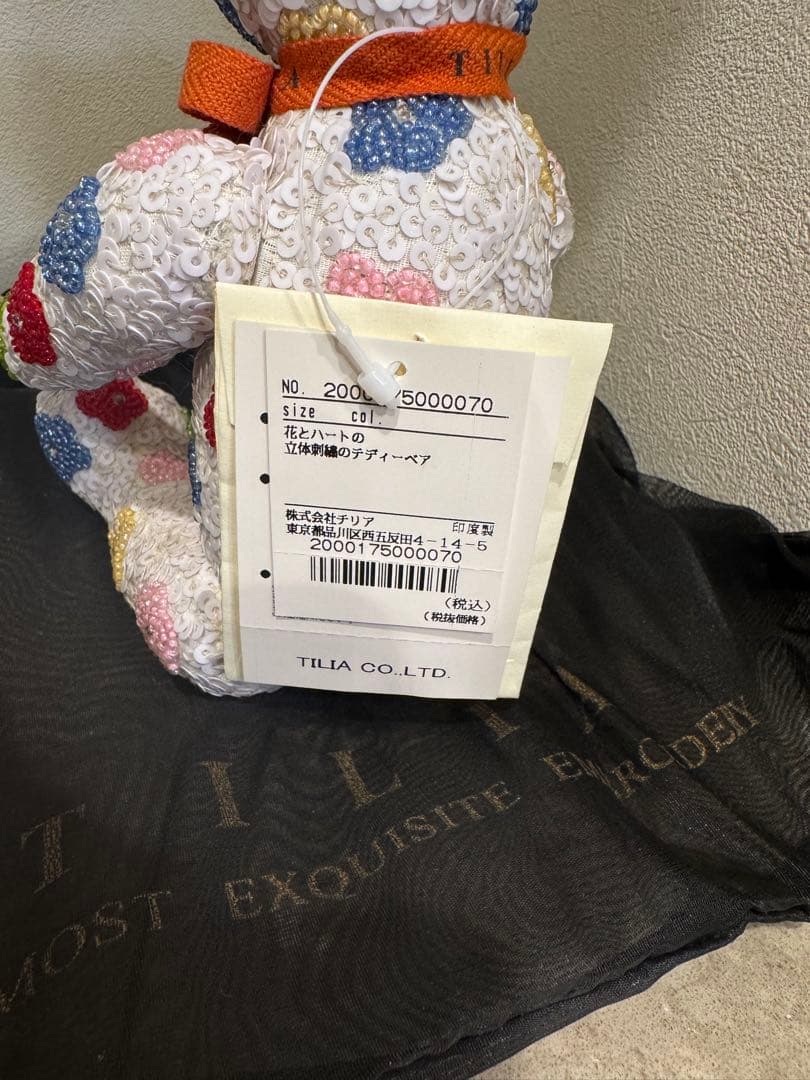 TI
NO. 2000175000070
size col.
花とハートの
立体刺繡のテディーベア
株式会社チリア 印度製
東京都品川区西五反田4-14-5
2000175000070
(税込)
(税抜価格)
TILIA CO.,LTD.
TILIA
MOST EXQUISITE EMBROIDERY